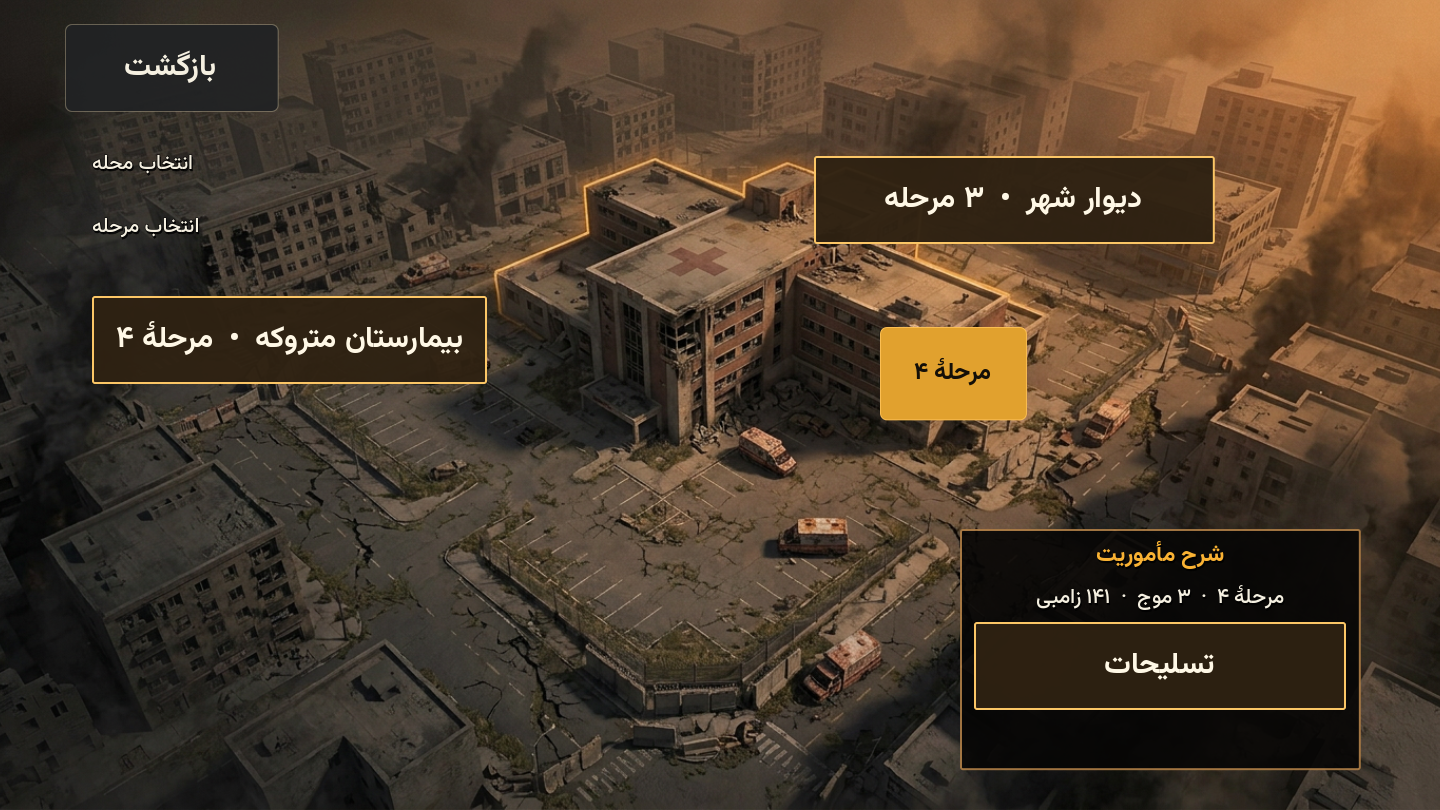 بازگشت
انتخاب محله
انتخاب مرحله
دیوار شهر • ۳ مرحله
بیمارستان متروکه • مرحلهٔ ۴
مرحلهٔ ۴
شرح مأموریت
مرحلهٔ ۴ · ۳ موج · ۱۴۱ زامبی
تسلیحات